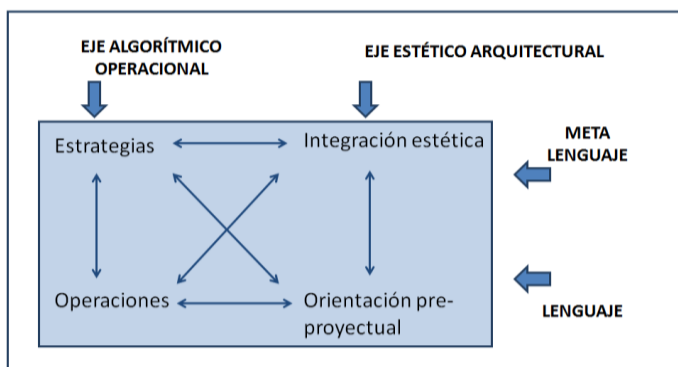 EJE ALGORÍTMICO
OPERACIONAL
EJE ESTÉTICO ARQUITECTURAL
Estrategias
Integración estética
META
LENGUAJE
Operaciones
Orientación pre-
proyectual
LENGUAJE